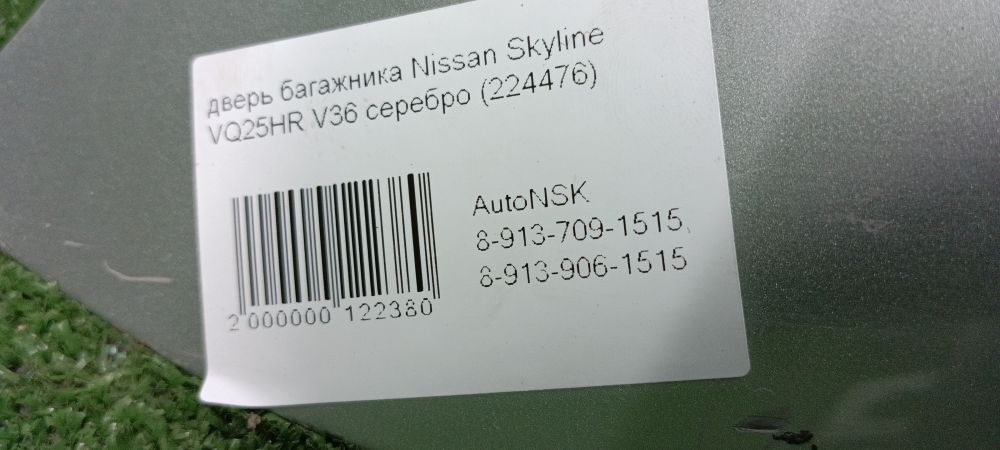 дверь багажника Nissan Skyline
VQ25HR V36 серебро (224476)
AutoNSK
8-913-709-1515,
8-913-906-1515
2 000000 122380